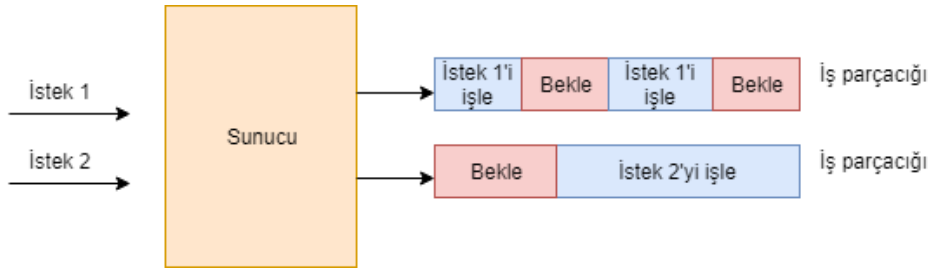 İstek 1
İstek 2
Sunucu
İstek 1'i
işle
Bekle
İstek 1'i
işle
Bekle
İş parçacığı
Bekle
İstek 2'yi işle
İş parçacığı